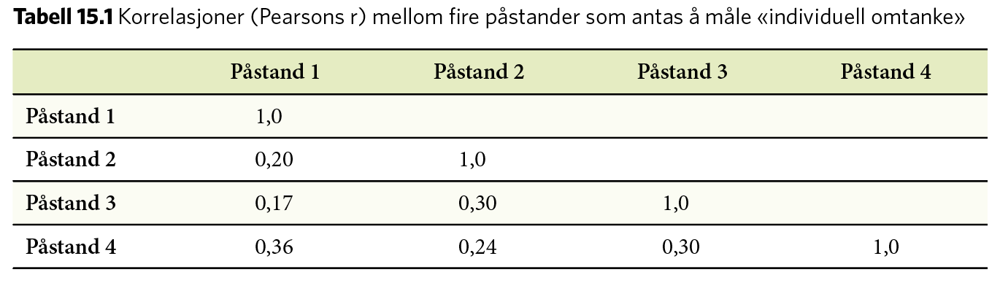 Tabell 15.1 Korrelasjoner (Pearsons r) mellom fire påstander som antas å måle «individuell omtanke»
Påstand 1 Påstand 2 Påstand 3 Påstand 4
Påstand 1 1,0
Påstand 2 0,20 1,0
Påstand 3 0,17 0,30 1,0
Påstand 4 0,36 0,24 0,30 1,0